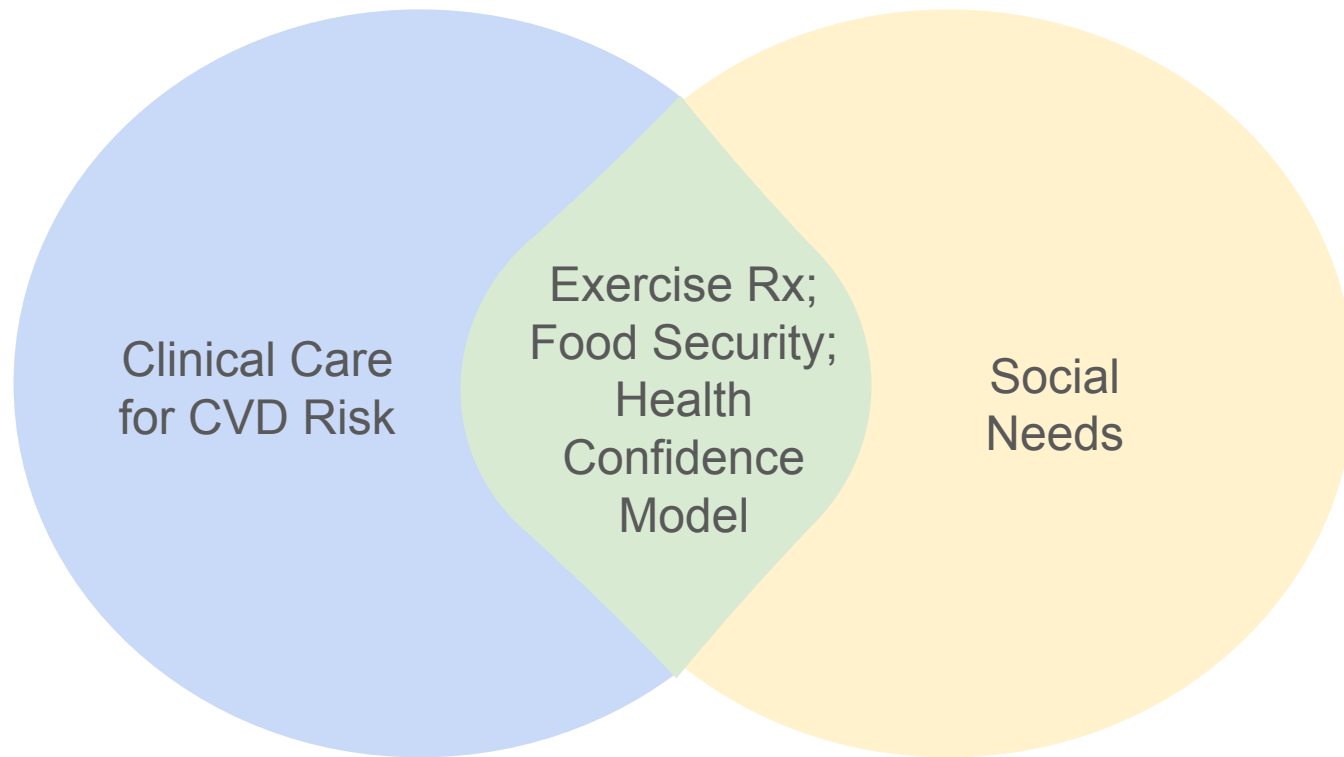 Clinical Care
for CVD Risk
Exercise Rx;
Food Security;
Health
Confidence
Model
Social
Needs